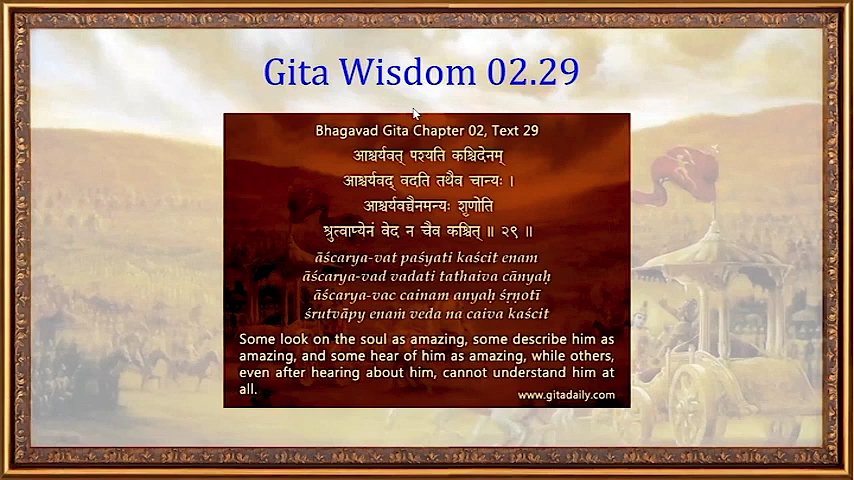 Gita Wisdom 02.29
Bhagavad Gita Chapter 02, Text 29
आश्चर्यवत् पश्यति कश्चिदेनम्
आश्चर्यवद् वदति तथैव चान्यः ।
आश्चर्यवच्चैनमन्यः शृणोति
श्रुत्वाप्येनं वेद न चैव कश्चित् ॥ २९ ॥
āścarya-vat paśyati kaścit enam
āścarya-vad vadati tathaiva cānyaḥ
āścarya-vac cainam anyaḥ śṛṇotī
śrutvāpy enaṁ veda na caiva kaścit
Some look on the soul as amazing, some describe him as
amazing, and some hear of him as amazing, while others,
even after hearing about him, cannot understand him at
all.
www.gitadaily.com